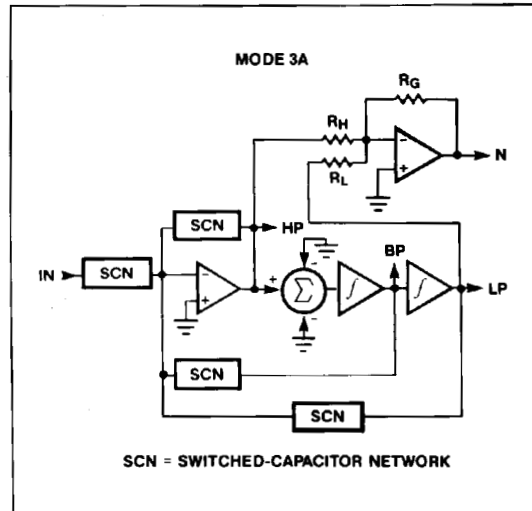 MODE 3A
RG
RH
RL
N
SCN
HP
BP
IN
SCN
LP
Σ
∫
∫
SCN
SCN
SCN = SWITCHED-CAPACITOR NETWORK